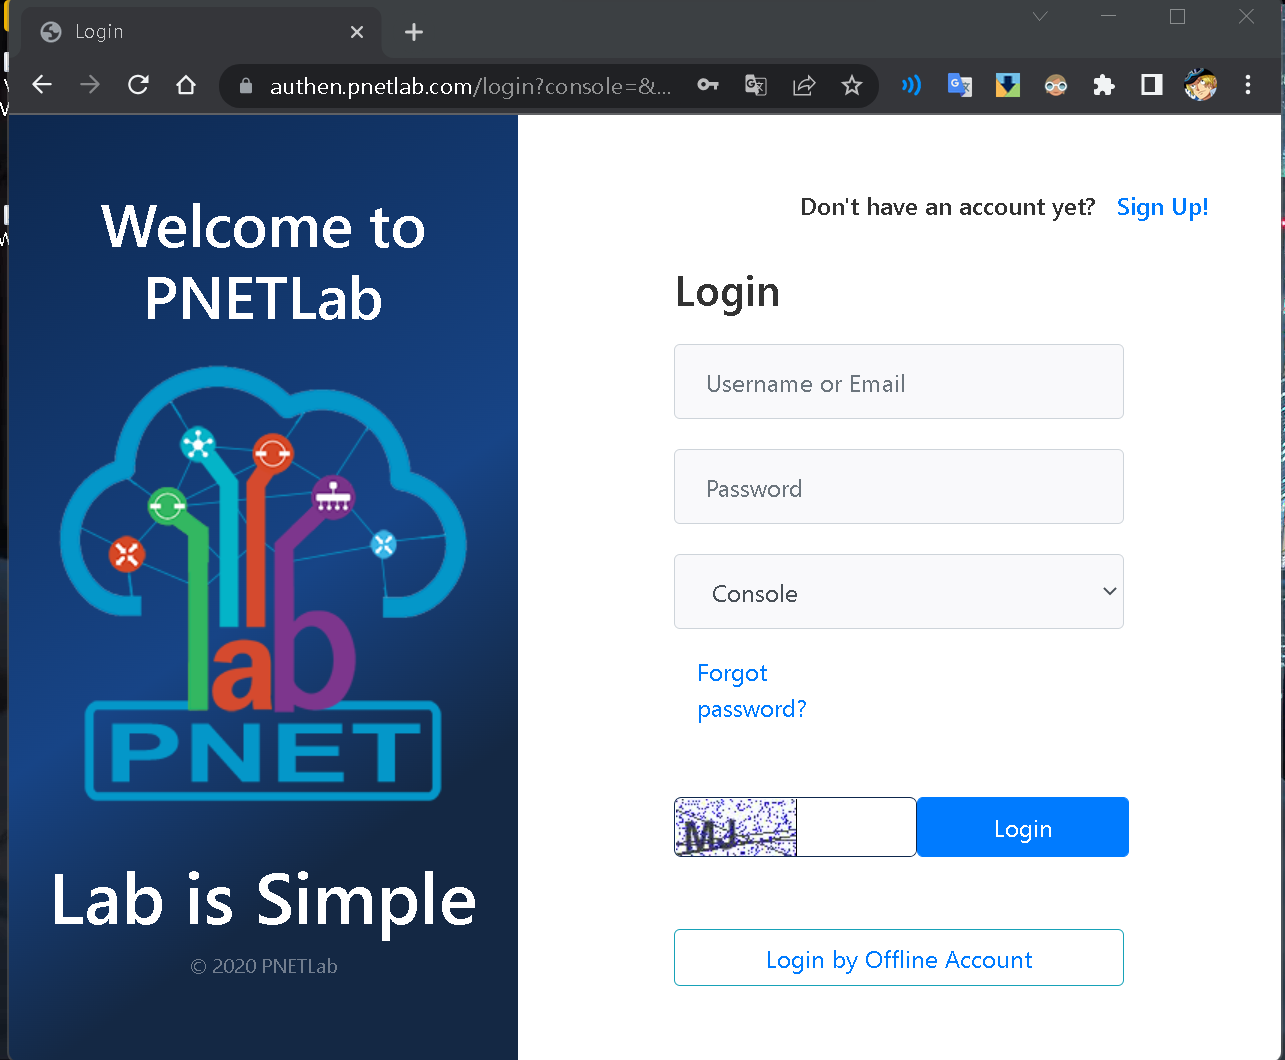 Login
authen.pnetlab.com/login?console=&...
Welcome to
PNETLab
lab
PNET
Lab is Simple
© 2020 PNETLab
Don't have an account yet? Sign Up!
Login
Username or Email
Password
Console
Forgot
password?
Login
Login by Offline Account